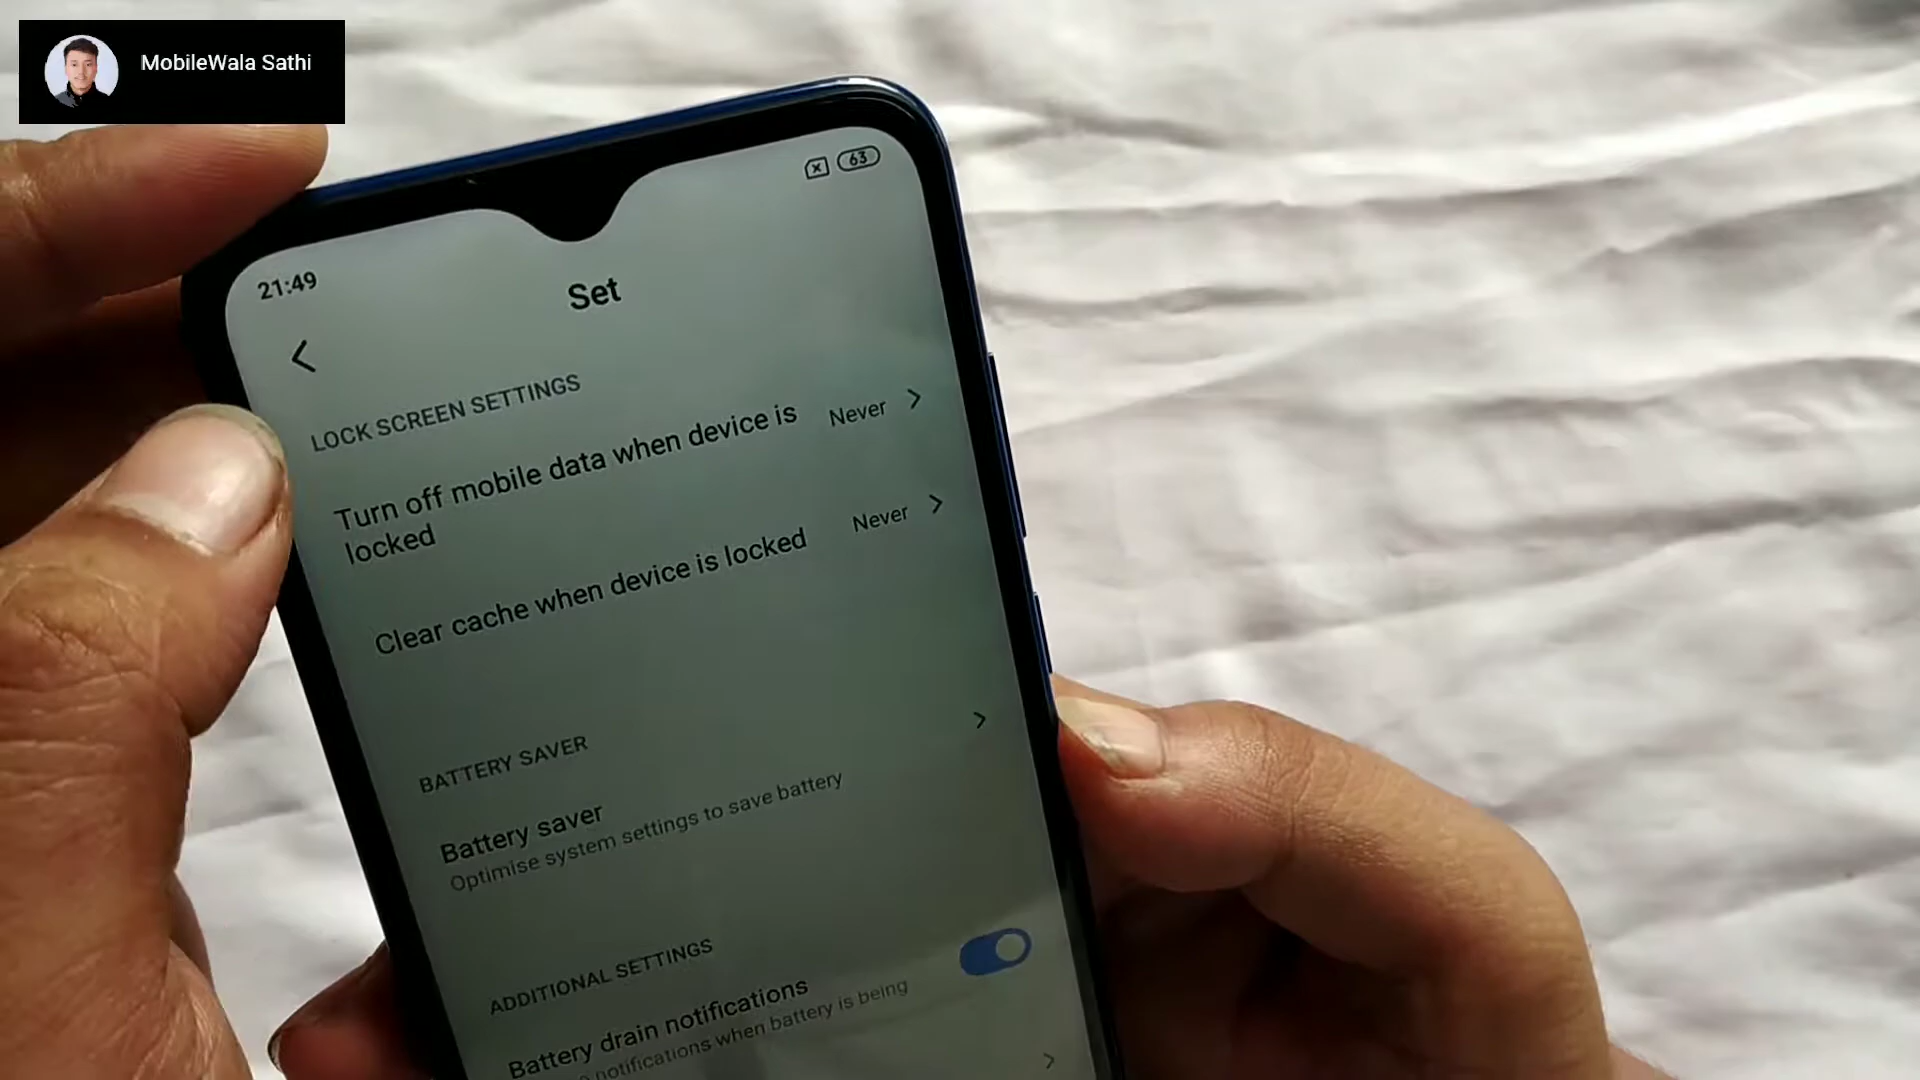 MobileWala Sathi
63
21:49
Set
LOCK SCREEN SETTINGS
Turn off mobile data when device is
locked
Never
Clear cache when device is locked
Never
BATTERY SAVER
Battery saver
Optimise system settings to save battery
ADDITIONAL SETTINGS
Battery drain notifications
notifications when battery is being